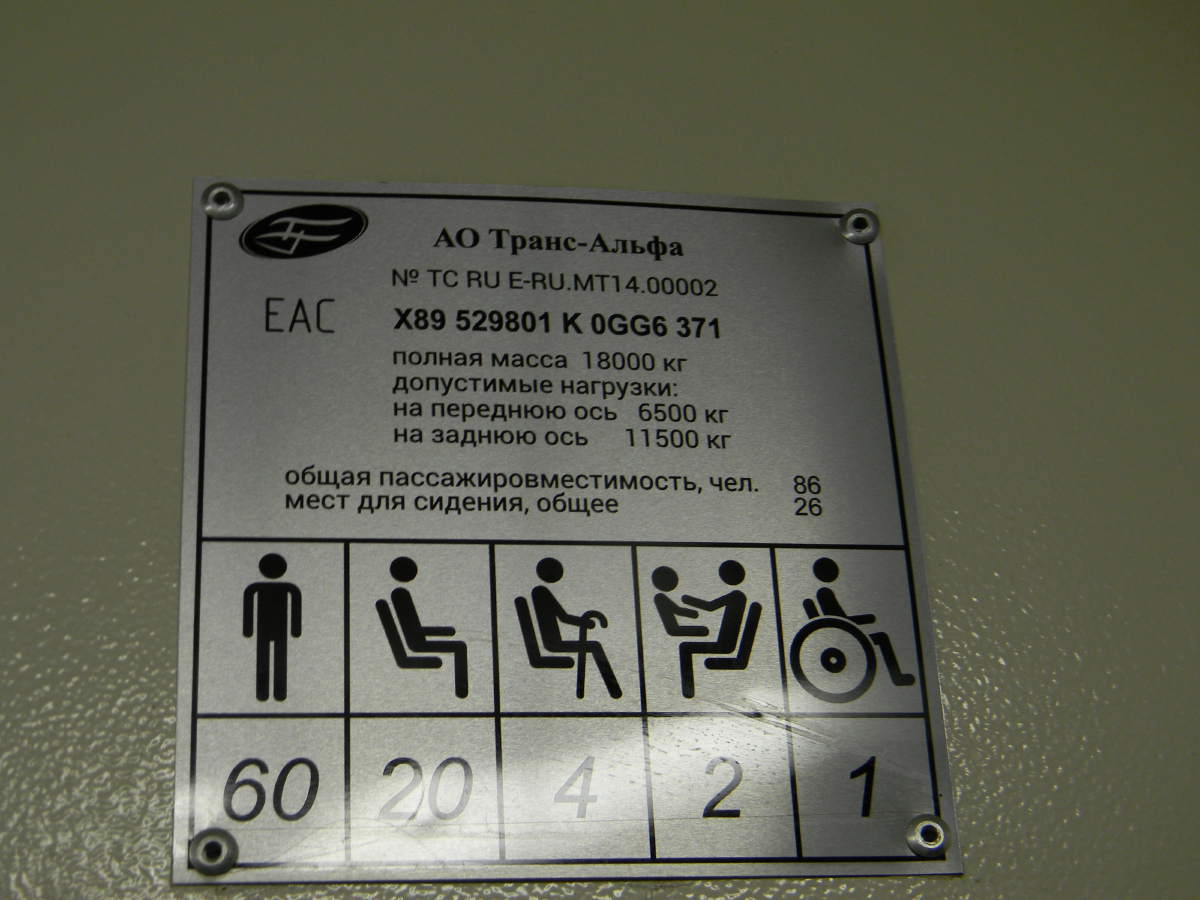 АО Транс-Альфа
№ ТС RU E-RU.MT14.00002
EAC
X89 529801 K 0GG6 371
полная масса 18000 кг
допустимые нагрузки:
на переднюю ось 6500 кг
на заднюю ось 11500 кг
общая пассажировместимость, чел. 86
мест для сидения, общее 26
60 20 4 2 1